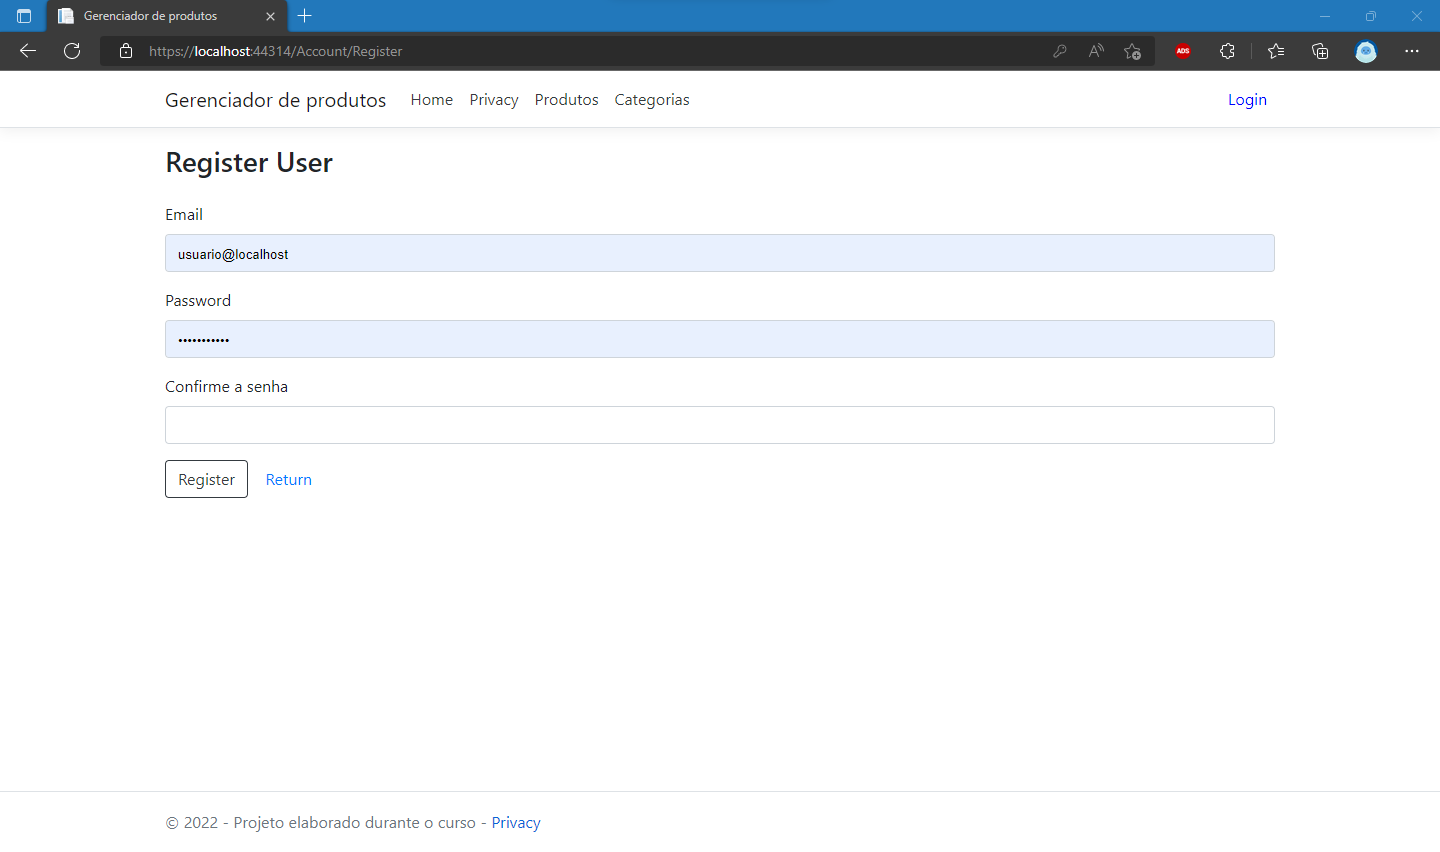 Gerenciador de produtos
https://localhost:44314/Account/Register
ADS
Gerenciador de produtos Home Privacy Produtos Categorias Login
Register User
Email
usuario@localhost
Password
•••••••••••
Confirme a senha
Register Return
© 2022 - Projeto elaborado durante o curso - Privacy